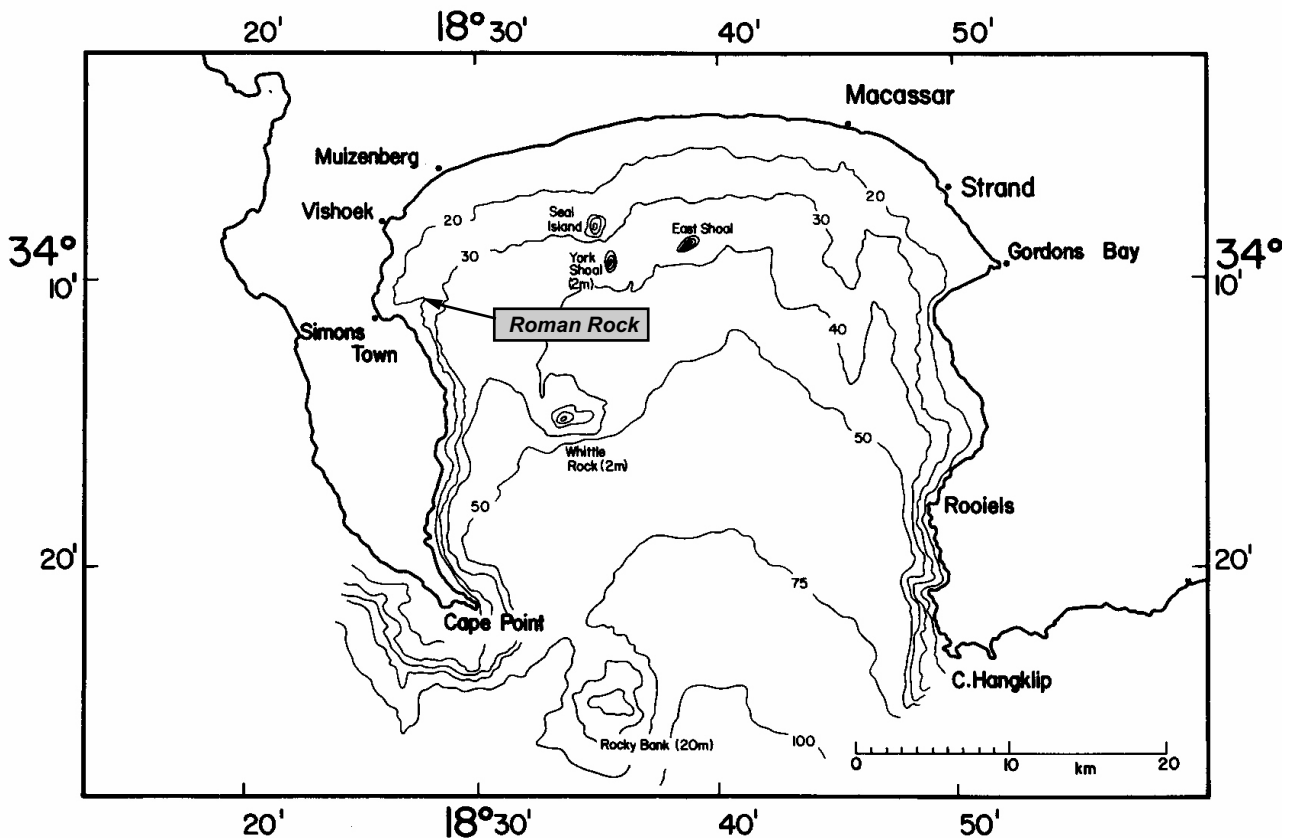 20'
18° 30'
40'
50'
Macassar
Muizenberg
Strand
Vishoek
20
20
Seal
Island
30
East Shoal
34°
10'
30
York
Shoal
(2m)
Gordons Bay
34°
10'
Roman Rock
Simons
Town
40
50
Whittle
Rock (2m)
50
Rooiels
20'
75
20'
Cape Point
C.Hangklip
Rocky Bank (20m)
100
0
10
20
km
20'
18° 30'
40'
50'